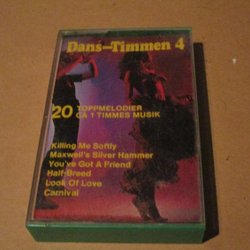 Dans-Timmen 4
20 TOPPMELODIER
CA 1 TIMMES MUSIK
Killing Me Softly
Maxwell's Silver Hammer
You've Got A Friend
Half-Breed
Look Of Love
Carnival